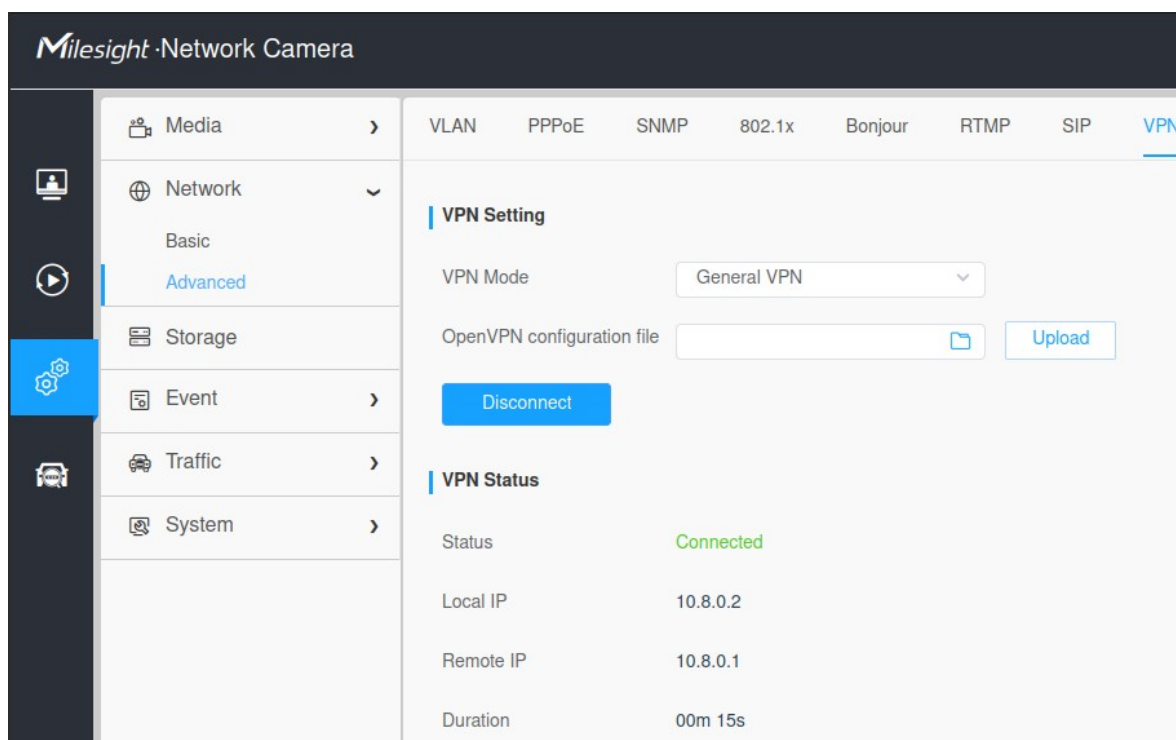 Milesight ·Network Camera
Media
Network
Basic
Advanced
Storage
Event
Traffic
System
VLAN PPPoE SNMP 802.1x Bonjour RTMP SIP VPN
VPN Setting
VPN Mode General VPN
OpenVPN configuration file Upload
Disconnect
VPN Status
Status Connected
Local IP 10.8.0.2
Remote IP 10.8.0.1
Duration 00m 15s